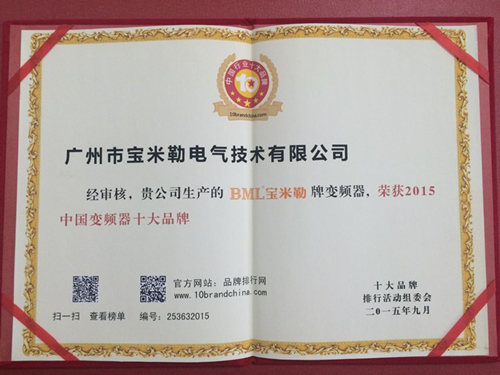 中国行业十大品牌
10
10brandchina.com
广州市宝米勒电气技术有限公司
经审核，贵公司生产的 BML®宝米勒 牌变频器，荣获2015
中国变频器十大品牌
官方网站：品牌排行网
www.10brandchina.com
扫一扫 查看榜单 编号：253632015
十大品牌
排行活动组委会
二〇一五年九月